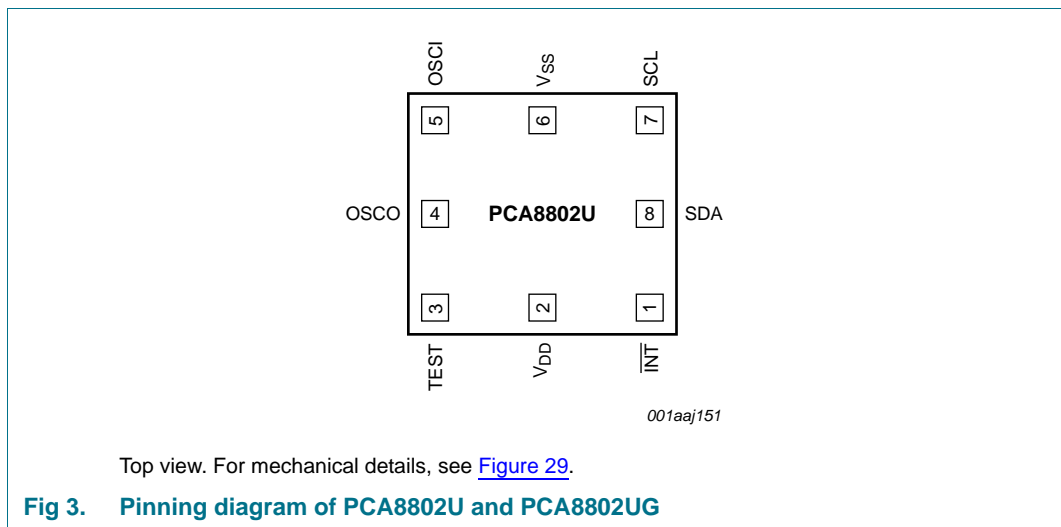 OSCI VSS SCL
5 6 7
OSCO 4 PCA8802U 8 SDA
3 2 1
TEST VDD INT
001aaj151
Top view. For mechanical details, see Figure 29.
Fig 3. Pinning diagram of PCA8802U and PCA8802UG